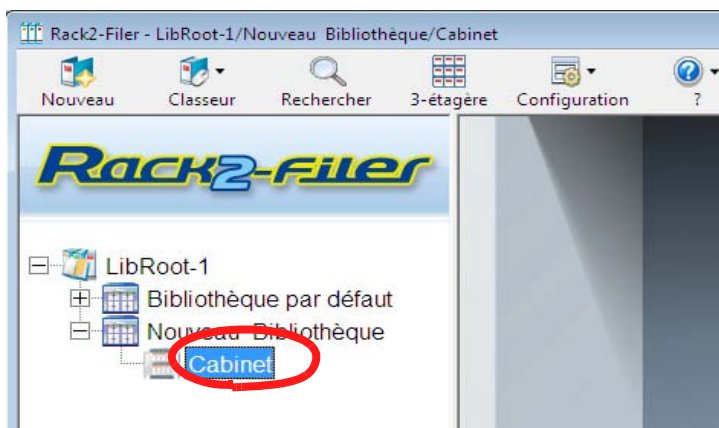 Rack2-Filer - LibRoot-1/Nouveau Bibliothèque/Cabinet
Nouveau Classeur Rechercher 3-étagère Configuration ?
Rack2-Filer
LibRoot-1
Bibliothèque par défaut
Nouveau Bibliothèque
Cabinet